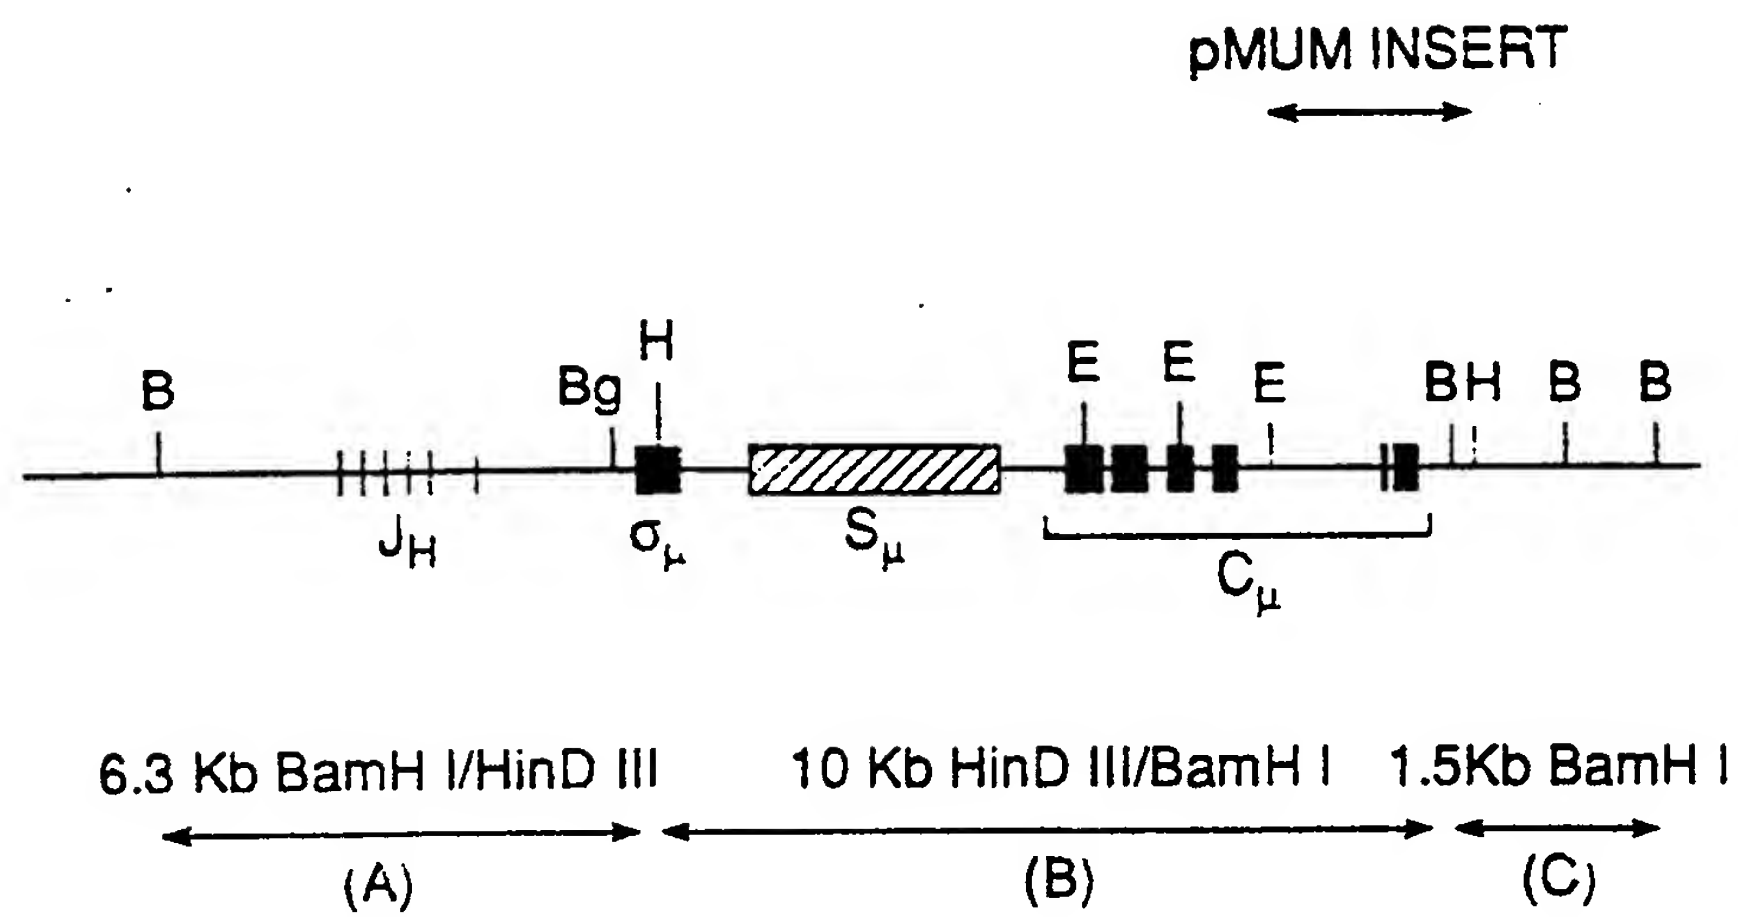 pMUM INSERT
B Bg H E E E B H B B
J_H σ_μ S_μ C_μ
6.3 Kb BamH I/HinD III 10 Kb HinD III/BamH I 1.5Kb BamH I
(A) (B) (C)